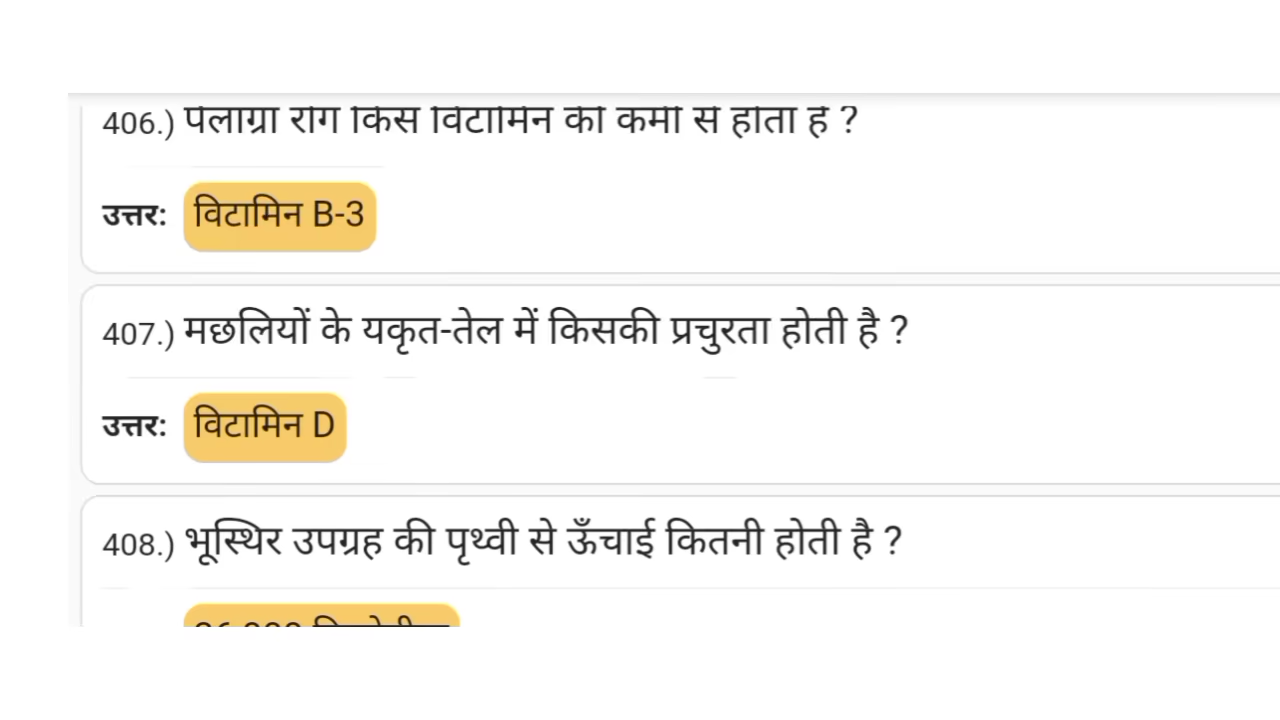 406.) पेलाग्रा रोग किस विटामिन की कमी से होता है ?
उत्तर: विटामिन B-3
407.) मछलियों के यकृत-तेल में किसकी प्रचुरता होती है ?
उत्तर: विटामिन D
408.) भूस्थिर उपग्रह की पृथ्वी से ऊँचाई कितनी होती है ?